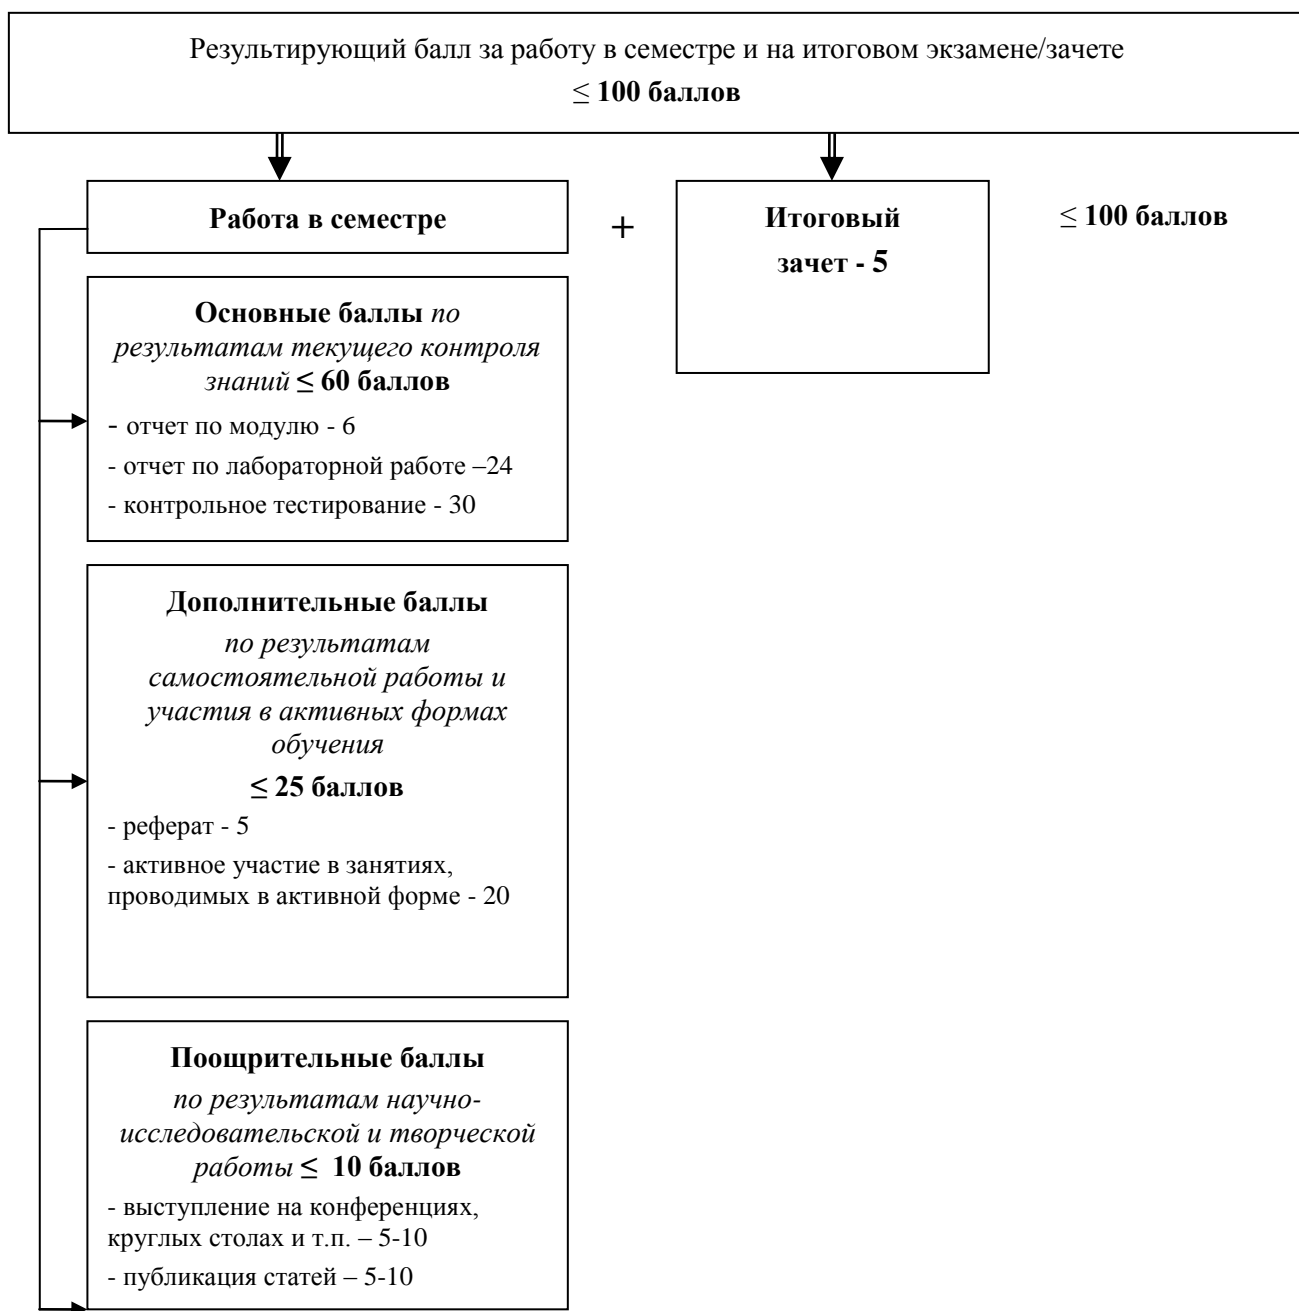 Результирующий балл за работу в семестре и на итоговом экзамене/зачете
≤ 100 баллов
Работа в семестре
+
Итоговый
зачет - 5
≤ 100 баллов
Основные баллы по
результатам текущего контроля
знаний ≤ 60 баллов
- отчет по модулю - 6
- отчет по лабораторной работе –24
- контрольное тестирование - 30
Дополнительные баллы
по результатам
самостоятельной работы и
участия в активных формах
обучения
≤ 25 баллов
- реферат - 5
- активное участие в занятиях,
проводимых в активной форме - 20
Поощрительные баллы
по результатам научно-
исследовательской и творческой
работы ≤ 10 баллов
- выступление на конференциях,
круглых столах и т.п. – 5-10
- публикация статей – 5-10